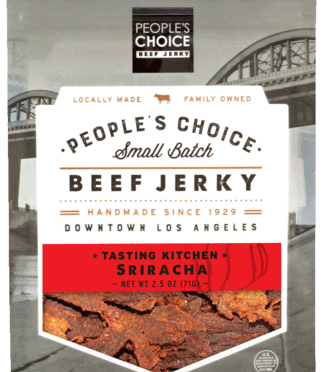 PEOPLE'S
CHOICE
BEEF JERKY
LOCALLY MADE FAMILY OWNED
·PEOPLE'S CHOICE·
Small Batch
BEEF JERKY
HANDMADE SINCE 1929
DOWNTOWN LOS ANGELES
★ TASTING KITCHEN ★
SRIRACHA
– NET WT 2.5 OZ (71G) –